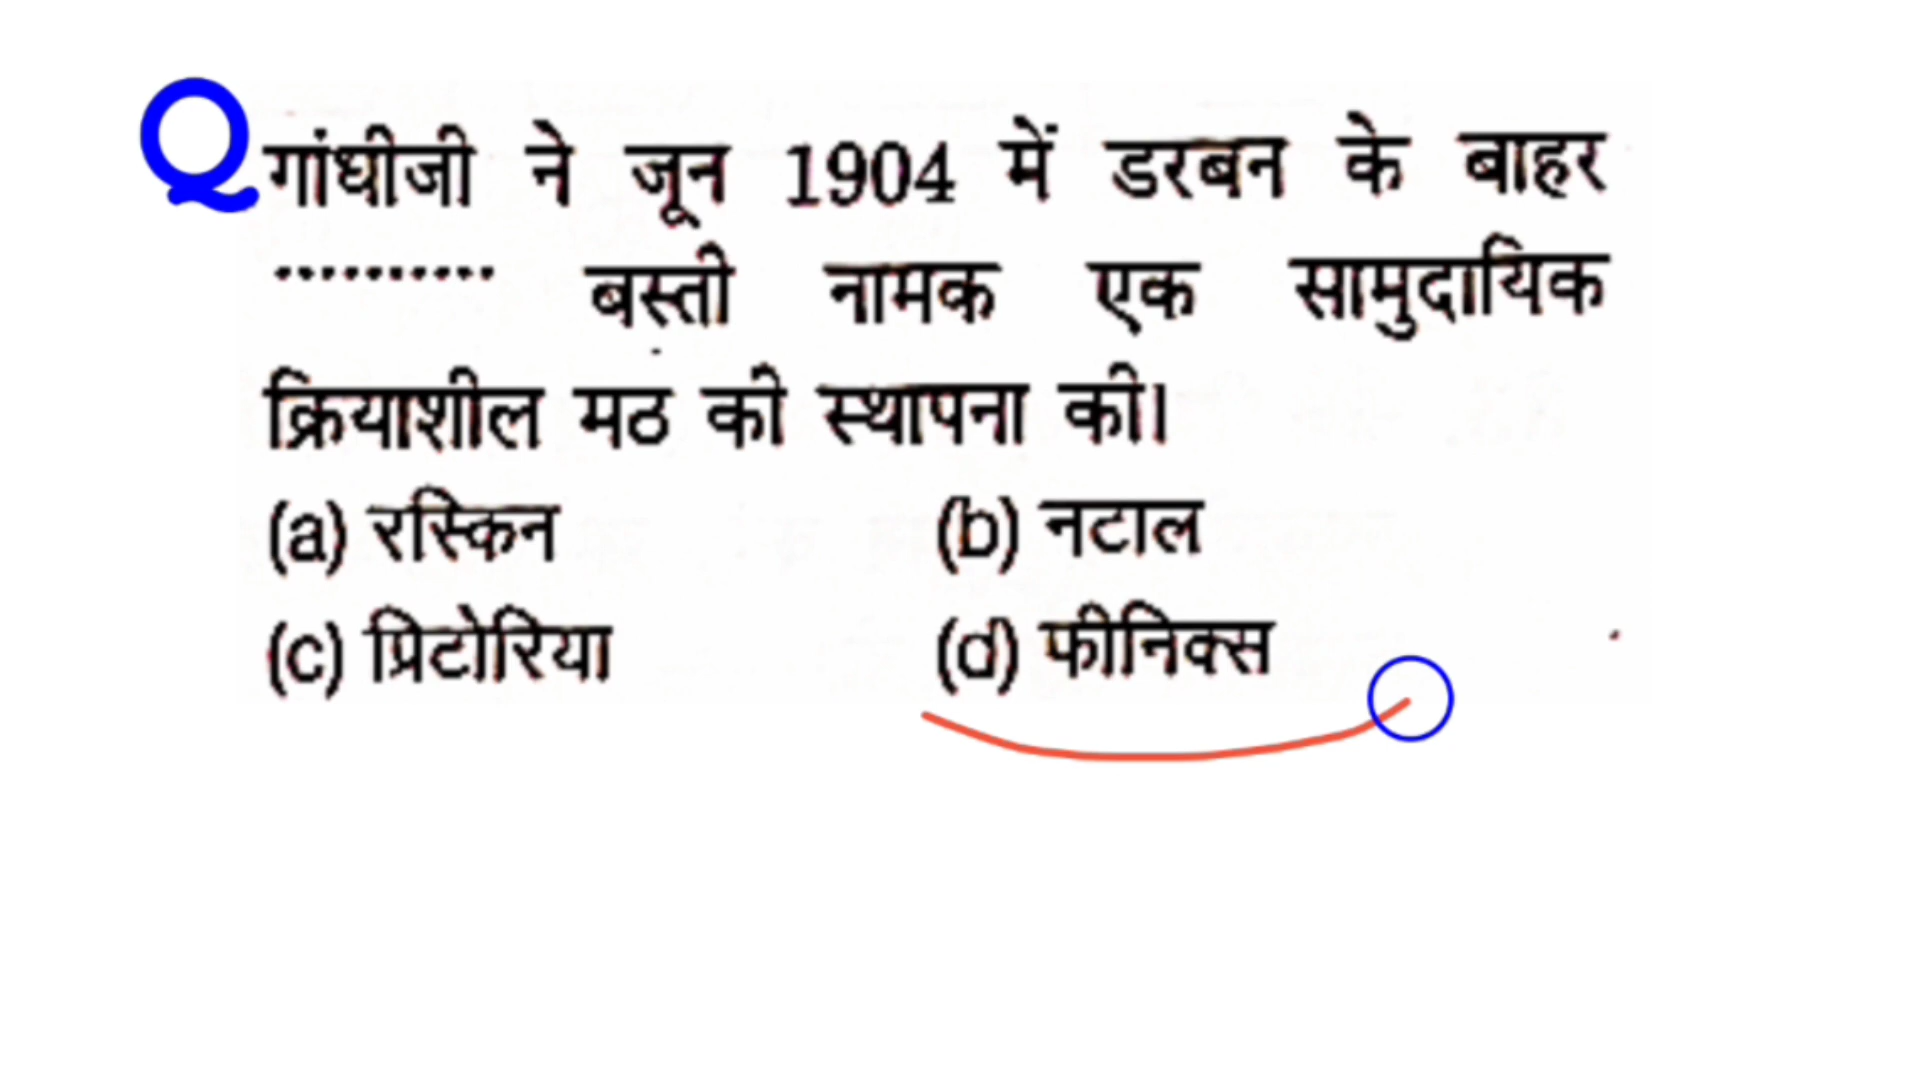 Q गांधीजी ने जून 1904 में डरबन के बाहर
.......... बस्ती नामक एक सामुदायिक
क्रियाशील मठ की स्थापना की।
(a) रस्किन (b) नटाल
(c) प्रिटोरिया (d) फीनिक्स